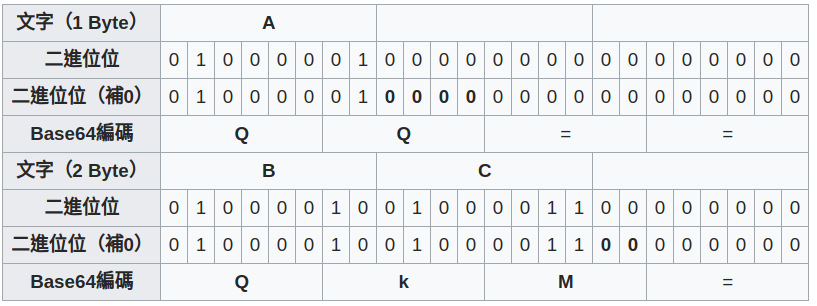 文字（1 Byte） A
二進位位 0 1 0 0 0 0 0 1 0 0 0 0 0 0 0 0 0 0 0 0 0 0 0 0
二進位位（補0） 0 1 0 0 0 0 0 1 0 0 0 0 0 0 0 0 0 0 0 0 0 0 0 0
Base64編碼 Q Q = =
文字（2 Byte） B C
二進位位 0 1 0 0 0 0 1 0 0 1 0 0 0 0 1 1 0 0 0 0 0 0 0 0
二進位位（補0） 0 1 0 0 0 0 1 0 0 1 0 0 0 0 1 1 0 0 0 0 0 0 0 0
Base64編碼 Q k M =